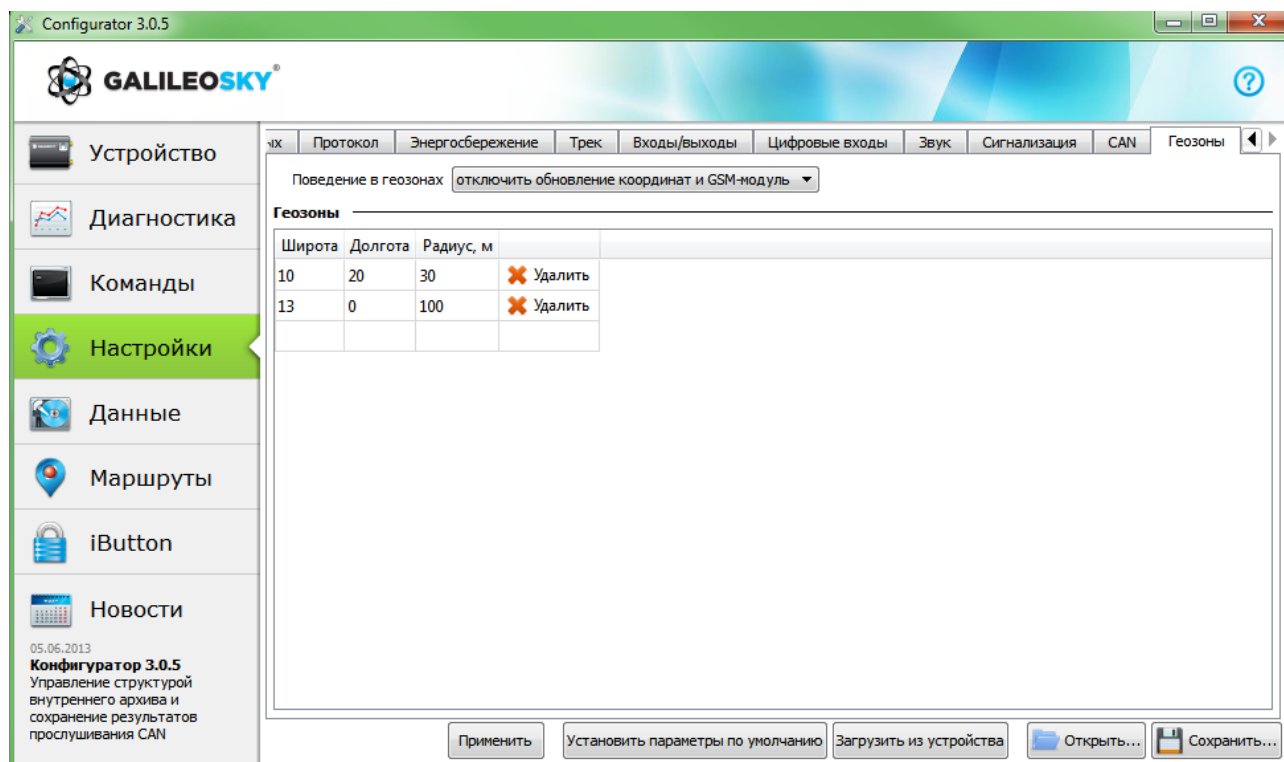 Configurator 3.0.5
GALILEOSKY®
?
Устройство
Диагностика
Команды
Настройки
Данные
Маршруты
iButton
Новости
05.06.2013
Конфигуратор 3.0.5
Управление структурой
внутреннего архива и
сохранение результатов
прослушивания CAN
ых Протокол Энергосбережение Трек Входы/выходы Цифровые входы Звук Сигнализация CAN Геозоны
Поведение в геозонах отключить обновление координат и GSM-модуль
Геозоны
Широта Долгота Радиус, м
10 20 30 Удалить
13 0 100 Удалить
Применить Установить параметры по умолчанию Загрузить из устройства Открыть... Сохранить...